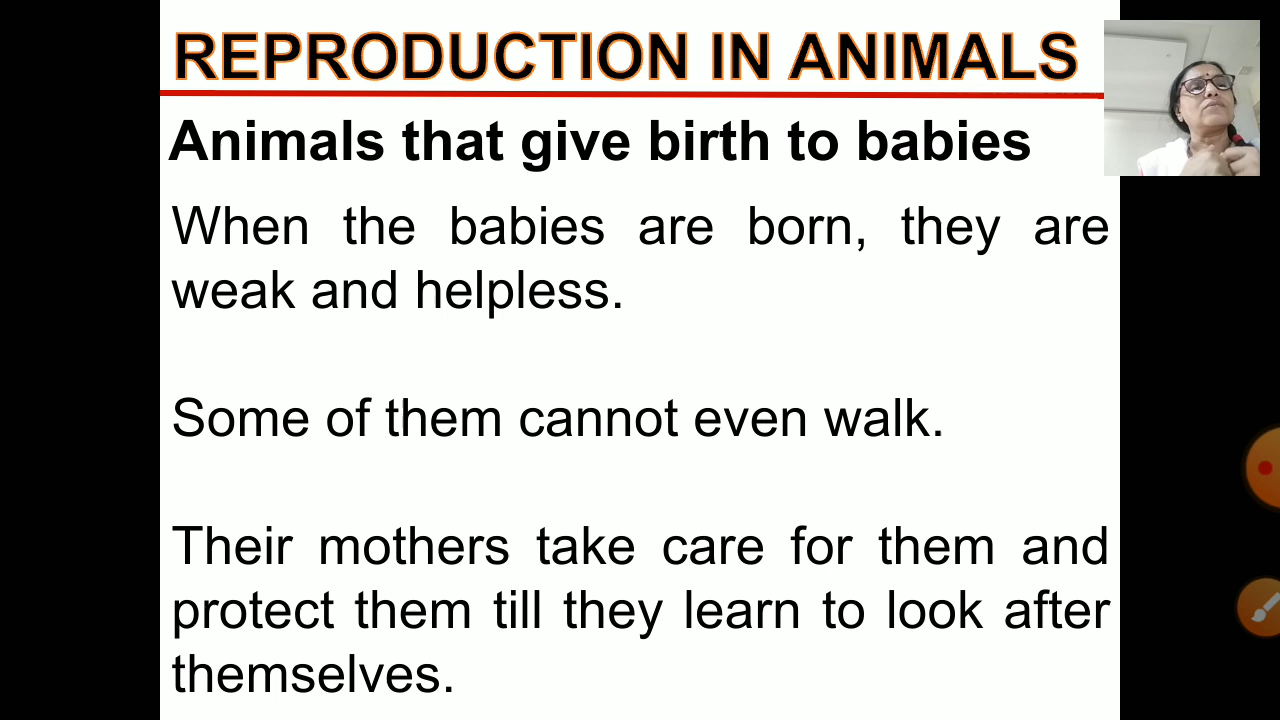 REPRODUCTION IN ANIMALS
Animals that give birth to babies
When the babies are born, they are
weak and helpless.
Some of them cannot even walk.
Their mothers take care for them and
protect them till they learn to look after
themselves.